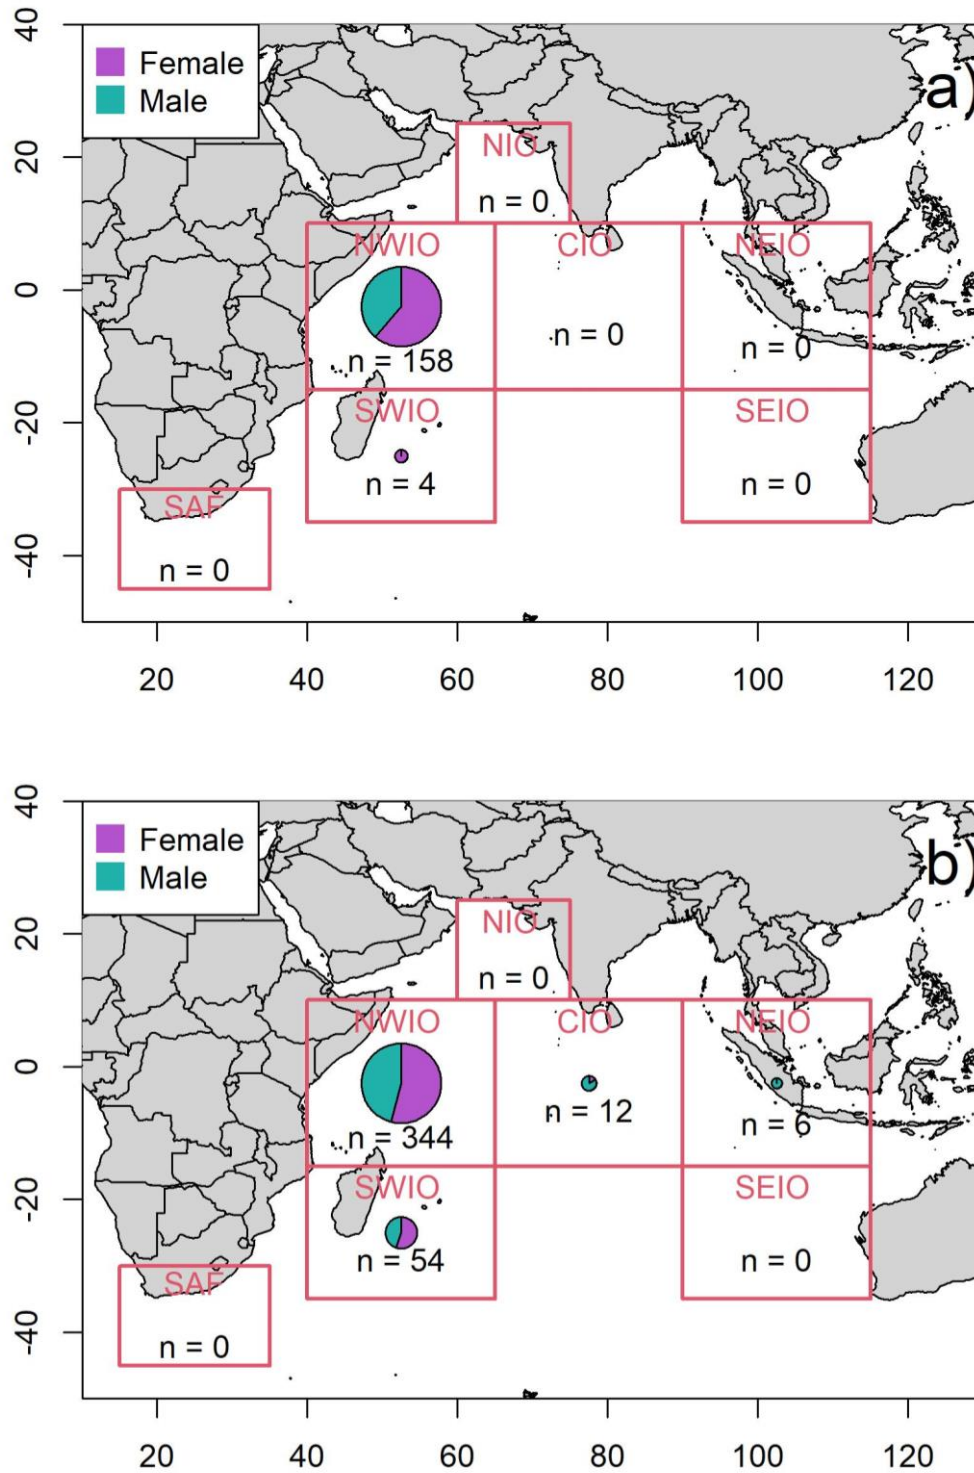 40
Female
Male
a)
20
NIO
n = 0
NWIO
CIO
NEIO
0
n = 158
n = 0
n = 0
-20
SWIO
SEIO
n = 4
n = 0
SAF
-40
n = 0
20
40
60
80
100
120
40
Female
Male
b)
20
NIO
n = 0
NWIO
CIO
NEIO
0
n = 344
n = 12
n = 6
-20
SWIO
SEIO
n = 54
n = 0
SAF
-40
n = 0
20
40
60
80
100
120